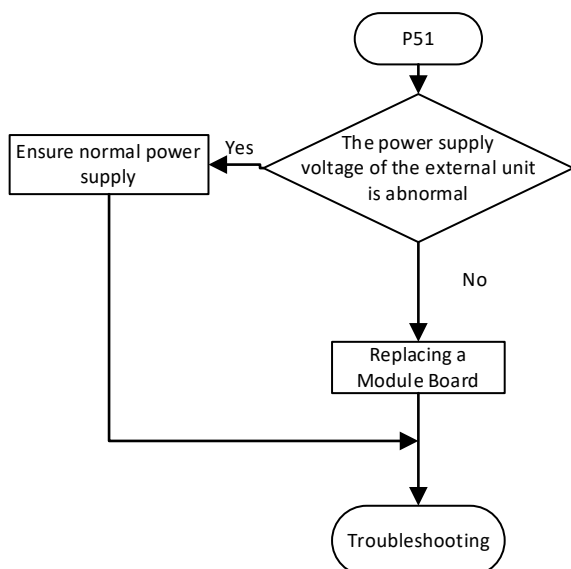 P51
The power supply
voltage of the external unit
is abnormal
Yes
Ensure normal power
supply
No
Replacing a
Module Board
Troubleshooting